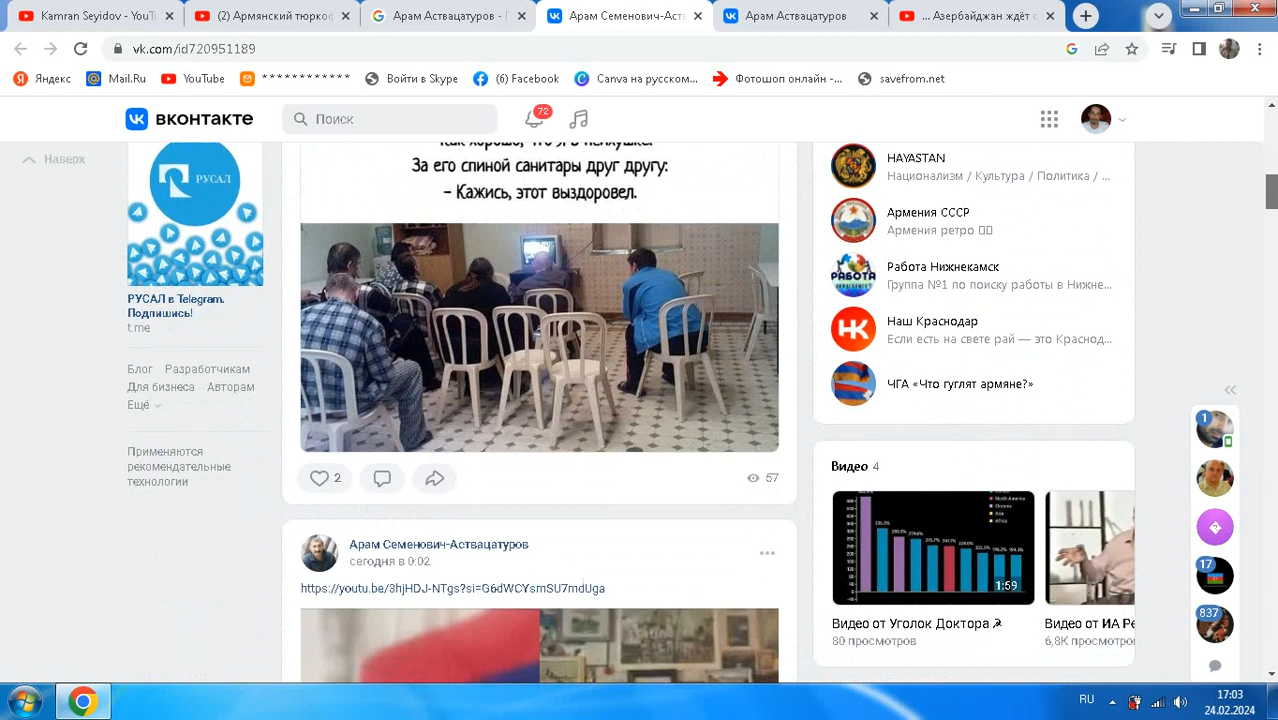 Kamran Seyidov - YouTi
(2) Армянский тюркоф
Арам Аствацатуров – Г
Арам Семенович-Аств
Арам Аствацатуров
... Азербайджан ждёт с
vk.com/id720951189
Яндекс
Mail.Ru
YouTube
* * * * * * * * * * * *
Войти в Skype
(6) Facebook
Canva на русском...
Фотошоп онлайн -...
savefrom.net
вконтакте
Поиск
72
Наверх
РУСАЛ
РУСАЛ в Telegram.
Подпишись!
t.me
Блог Разработчикам
Для бизнеса Авторам
Ещё
Применяются
рекомендательные
технологии
За его спиной санитары друг другу:
– Кажись, этот выздоровел.
2
57
Арам Семенович-Аствацатуров
сегодня в 0:02
https://youtu.be/3hjHDJ-NTgs?si=G6dWCYsmSU7mdUga
HAYASTAN
Национализм / Культура / Политика / ...
Армения СССР
Армения ретро
РАБОТА
Работа Нижнекамск
Группа №1 по поиску работы в Нижне...
НК
Наш Краснодар
Если есть на свете рай — это Краснод...
ЧГА «Что гуглят армяне?»
Видео 4
1:59
Видео от Уголок Доктора
80 просмотров
Видео от ИА Ре
6,8K просмотров
1
17
837
RU
17:03
24.02.2024